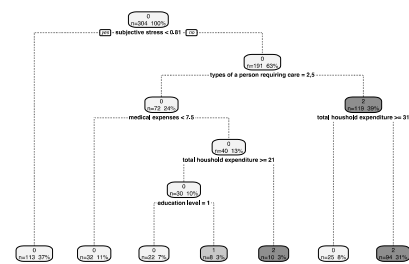 0
n=304 100%
yes subjective stress < 0.81 no
0
n=191 63%
types of a person requiring care = 2,5
0
n=72 24%
2
n=119 39%
medical expenses < 7.5
total houshold expenditure >= 31
0
n=40 13%
total houshold expenditure >= 21
0
n=30 10%
education level = 1
0
n=113 37%
0
n=32 11%
0
n=22 7%
1
n=8 3%
2
n=10 3%
0
n=25 8%
2
n=94 31%